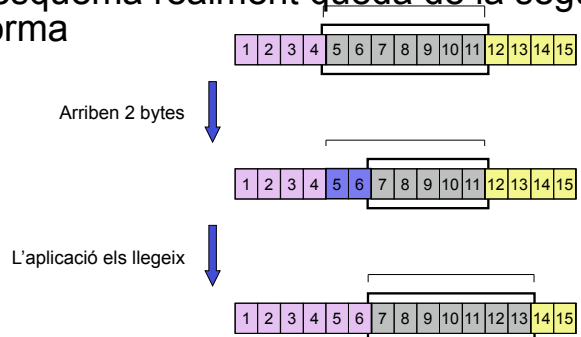 esquema realment queda de la seg
orma
1 2 3 4 5 6 7 8 9 10 11 12 13 14 15
Arriben 2 bytes
1 2 3 4 5 6 7 8 9 10 11 12 13 14 15
L'aplicació els llegeix
1 2 3 4 5 6 7 8 9 10 11 12 13 14 15